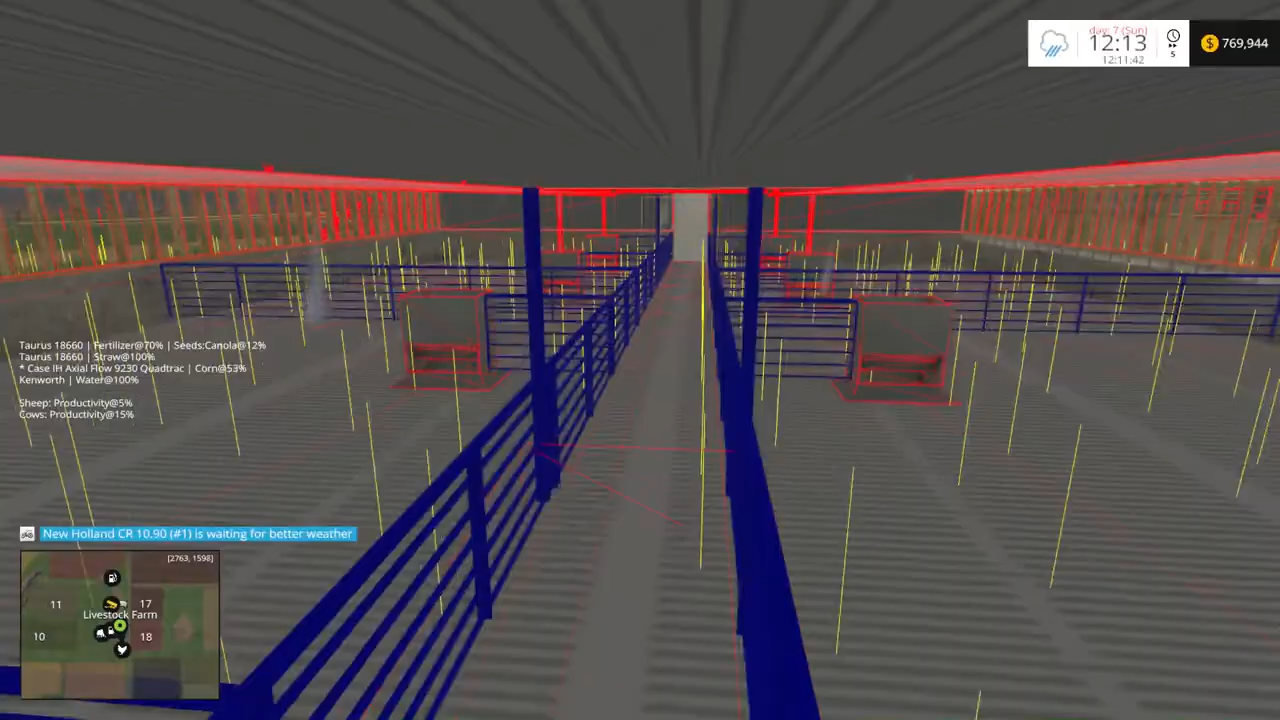 day: 7 (Sun)
12:13
12:11:42
5
769,944
Taurus 18660 | Fertilizer@70% | Seeds:Canola@12%
Taurus 18660 | Straw@100%
* Case IH Axial Flow 9230 Quadtrac | Corn@53%
Kenworth | Water@100%
Sheep: Productivity@5%
Cows: Productivity@15%
New Holland CR 10.90 (#1) is waiting for better weather
[2763, 1598]
11
17
Livestock Farm
10
18